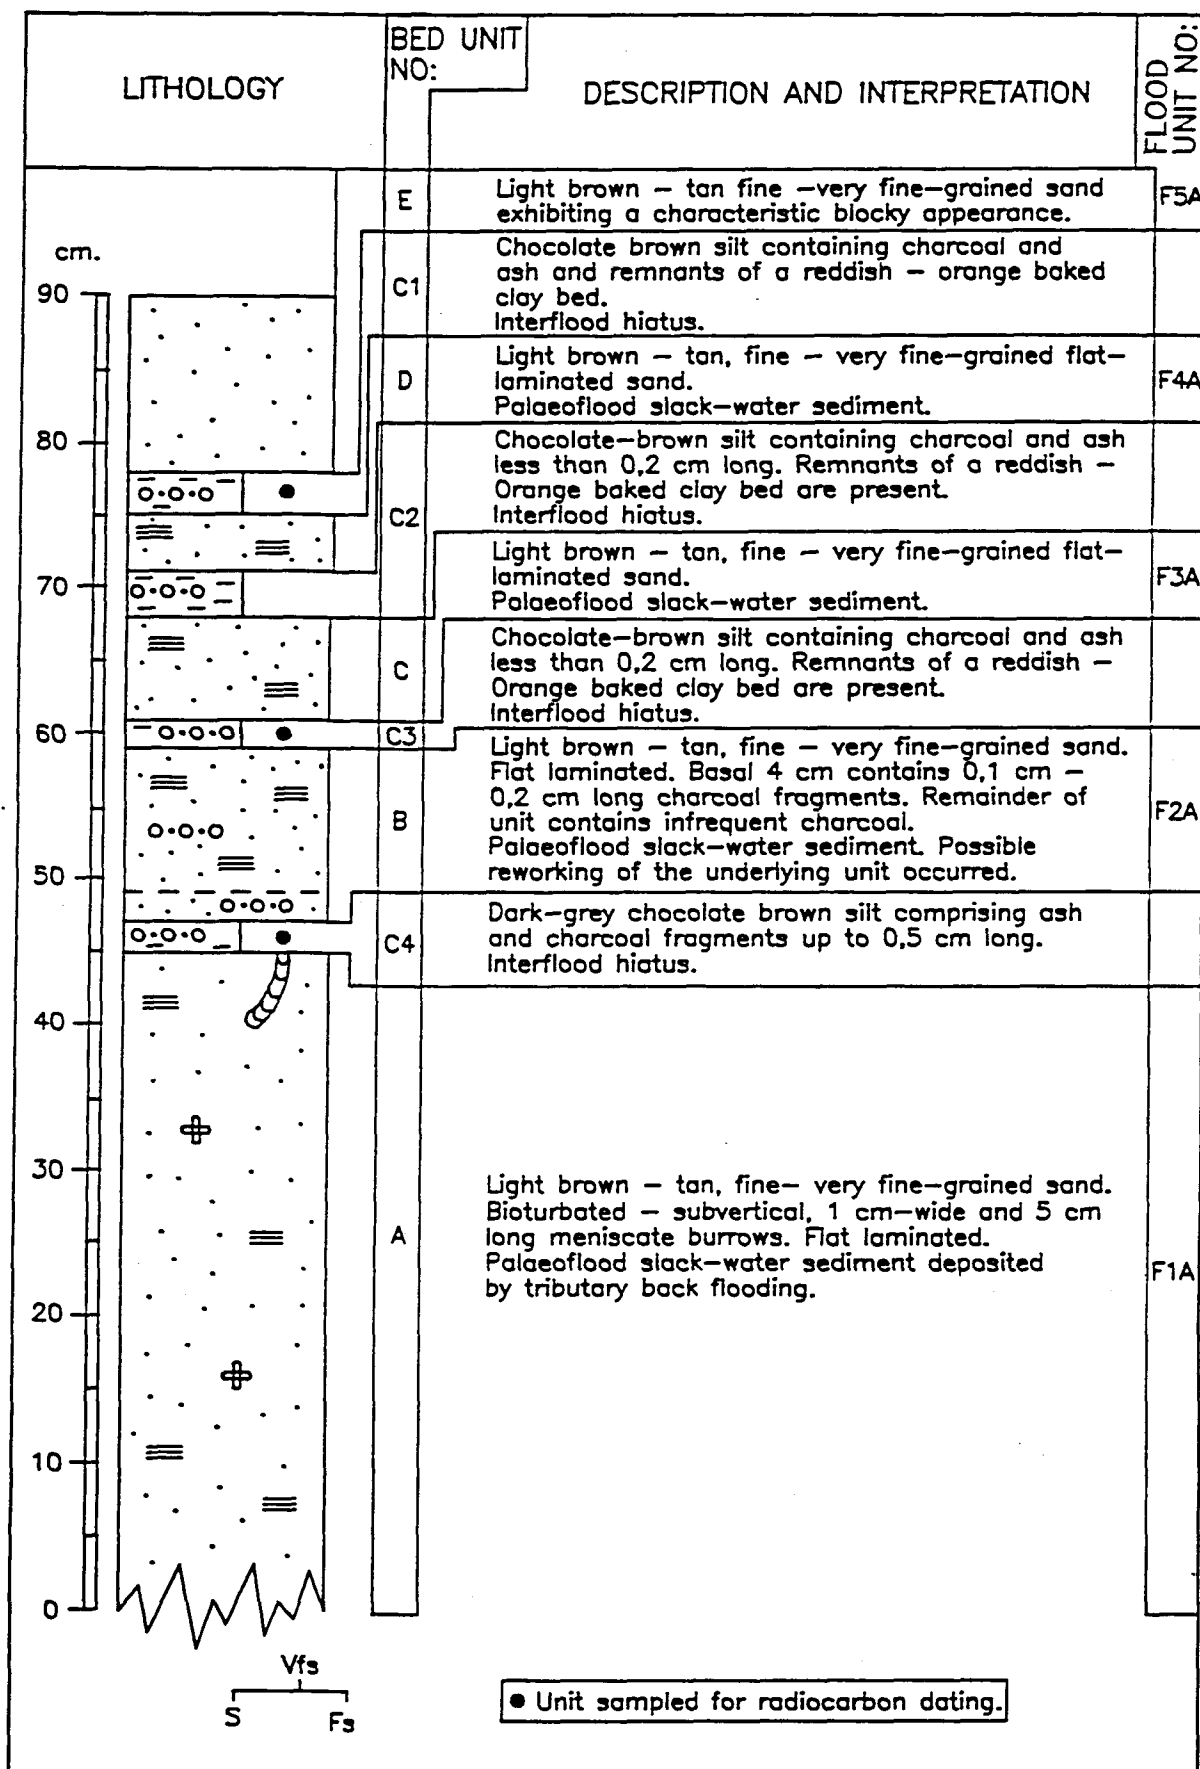 LITHOLOGY
BED UNIT
NO:
DESCRIPTION AND INTERPRETATION
FLOOD
UNIT NO:
cm.
90
80
70
60
50
40
30
20
10
0
E
Light brown – tan fine –very fine–grained sand
exhibiting a characteristic blocky appearance.
F5A
C1
Chocolate brown silt containing charcoal and
ash and remnants of a reddish – orange baked
clay bed.
Interflood hiatus.
D
Light brown – tan, fine – very fine–grained flat–
laminated sand.
Palaeoflood slack–water sediment.
F4A
C2
Chocolate–brown silt containing charcoal and ash
less than 0,2 cm long. Remnants of a reddish –
Orange baked clay bed are present.
Interflood hiatus.
C
Light brown – tan, fine – very fine–grained flat–
laminated sand.
Palaeoflood slack–water sediment.
F3A
C3
Chocolate–brown silt containing charcoal and ash
less than 0,2 cm long. Remnants of a reddish –
Orange baked clay bed are present.
Interflood hiatus.
B
Light brown – tan, fine – very fine–grained sand.
Flat laminated. Basal 4 cm contains 0,1 cm –
0,2 cm long charcoal fragments. Remainder of
unit contains infrequent charcoal.
Palaeoflood slack–water sediment. Possible
reworking of the underlying unit occurred.
F2A
C4
Dark–grey chocolate brown silt comprising ash
and charcoal fragments up to 0,5 cm long.
Interflood hiatus.
A
Light brown – tan, fine– very fine–grained sand.
Bioturbated – subvertical, 1 cm–wide and 5 cm
long meniscate burrows. Flat laminated.
Palaeoflood slack–water sediment deposited
by tributary back flooding.
F1A
Vfs
S
Fs
● Unit sampled for radiocarbon dating.